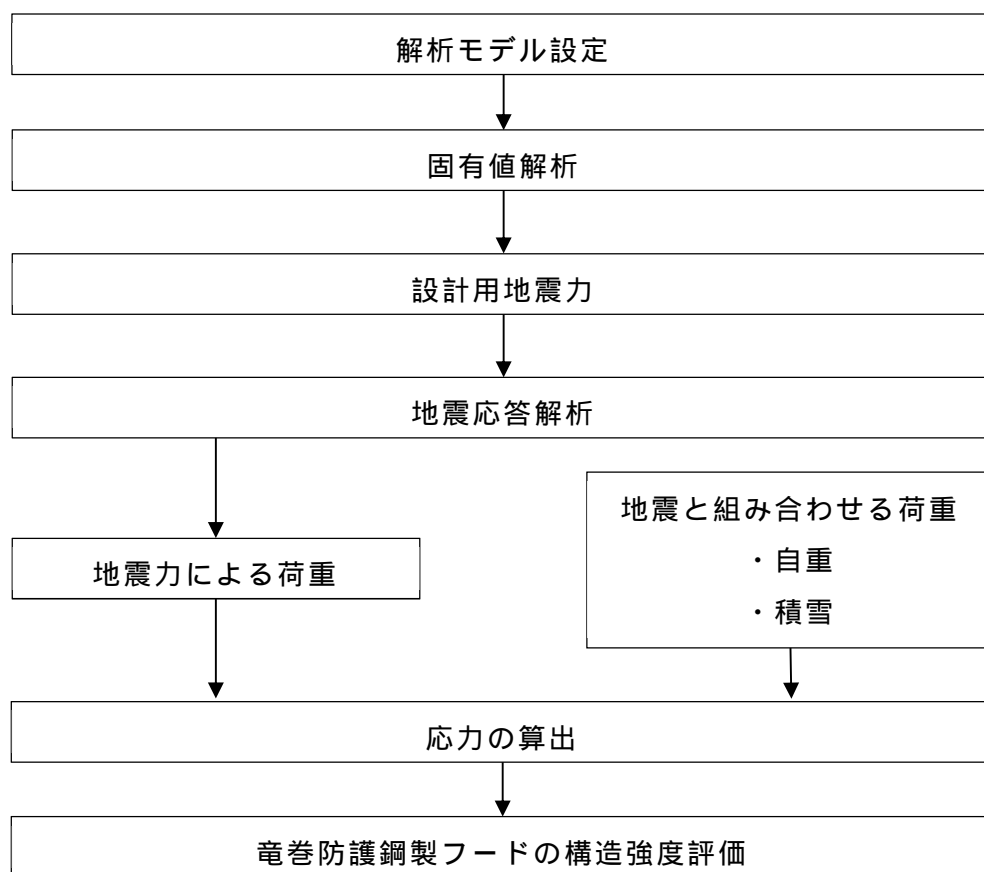 解析モデル設定
固有値解析
設計用地震力
地震応答解析
地震力による荷重
地震と組み合わせる荷重
・自重
・積雪
応力の算出
竜巻防護鋼製フードの構造強度評価